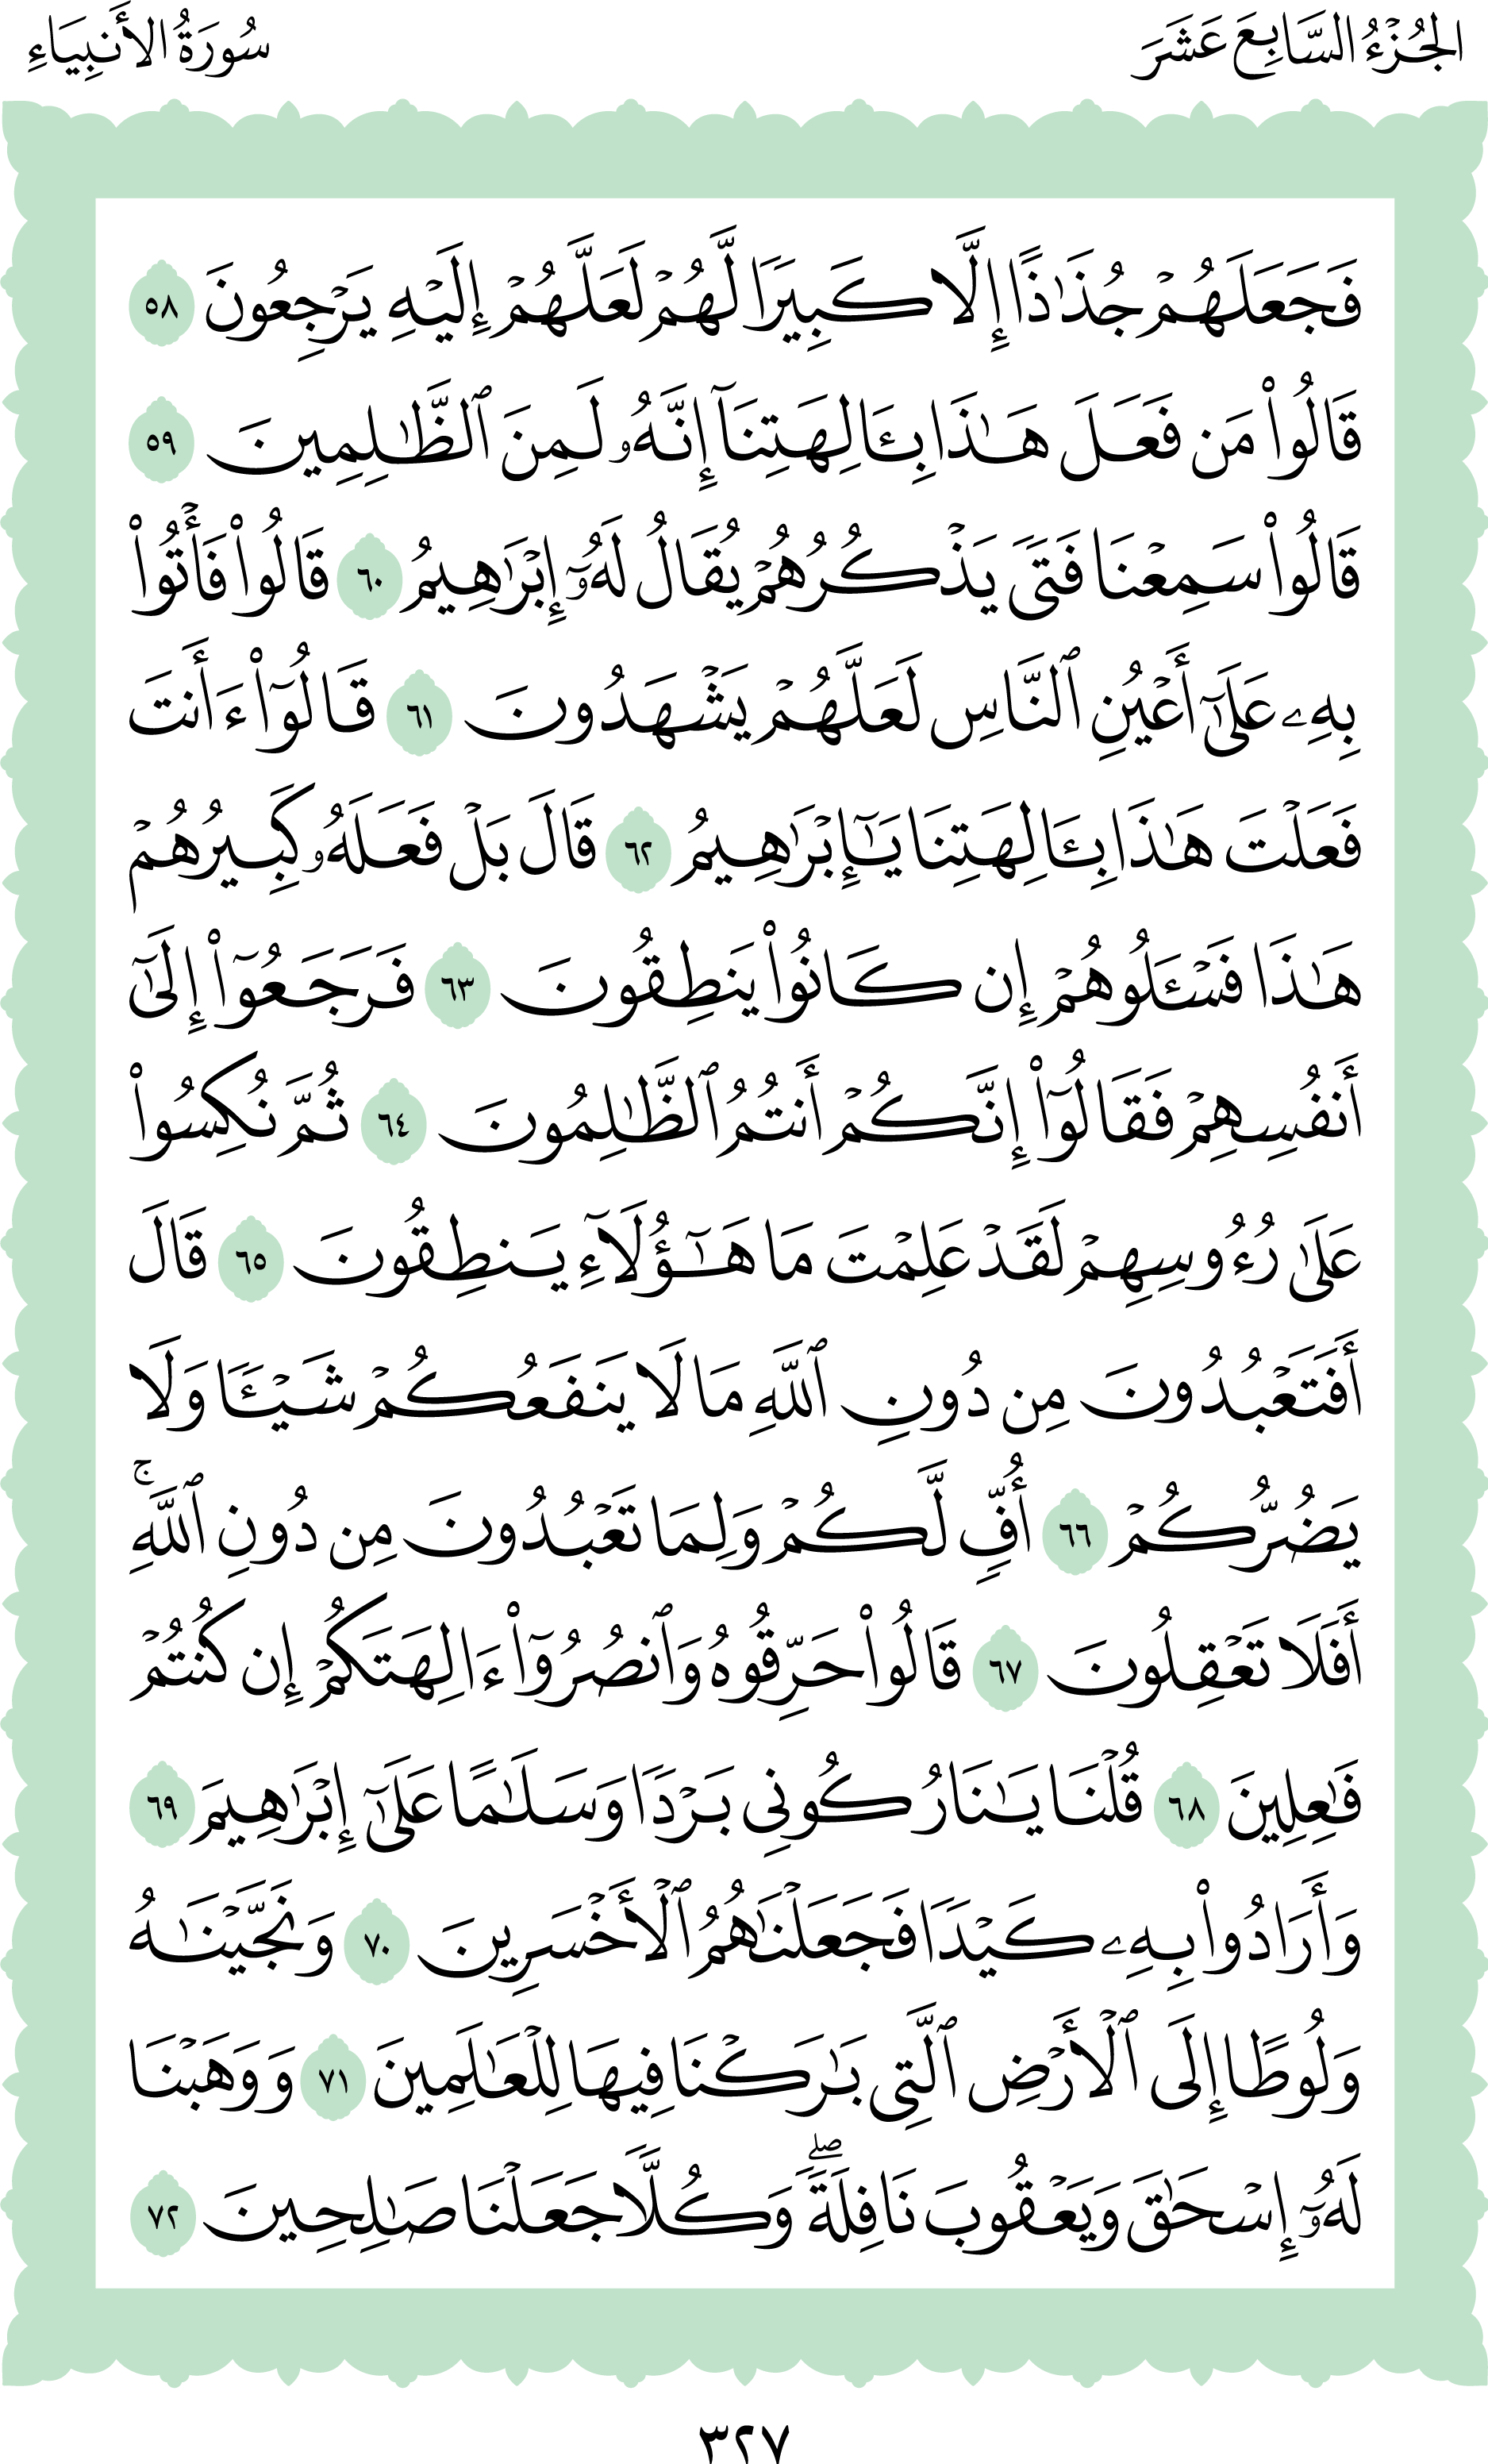 الجُزْءُ السَّابِعَ عَشَرَ
سُورَةُ الأَنبِيَاءِ
فَجَعَلَهُمْ جُذَٰذًا إِلَّا كَبِيرًا لَّهُمْ لَعَلَّهُمْ إِلَيْهِ يَرْجِعُونَ ٥٨
قَالُوا۟ مَن فَعَلَ هَٰذَا بِـَٔالِهَتِنَآ إِنَّهُۥ لَمِنَ ٱلظَّٰلِمِينَ ٥٩
قَالُوا۟ سَمِعْنَا فَتًى يَذْكُرُهُمْ يُقَالُ لَهُۥٓ إِبْرَٰهِيمُ ٦٠ قَالُوا۟ فَأْتُوا۟
بِهِۦ عَلَىٰٓ أَعْيُنِ ٱلنَّاسِ لَعَلَّهُمْ يَشْهَدُونَ ٦١ قَالُوٓا۟ ءَأَنتَ
فَعَلْتَ هَٰذَا بِـَٔالِهَتِنَا يَٰٓإِبْرَٰهِيمُ ٦٢ قَالَ بَلْ فَعَلَهُۥ كَبِيرُهُمْ
هَٰذَا فَسْـَٔلُوهُمْ إِن كَانُوا۟ يَنطِقُونَ ٦٣ فَرَجَعُوٓا۟ إِلَىٰٓ
أَنفُسِهِمْ فَقَالُوٓا۟ إِنَّكُمْ أَنتُمُ ٱلظَّٰلِمُونَ ٦٤ ثُمَّ نُكِسُوا۟
عَلَىٰ رُءُوسِهِمْ لَقَدْ عَلِمْتَ مَا هَٰٓؤُلَآءِ يَنطِقُونَ ٦٥ قَالَ
أَفَتَعْبُدُونَ مِن دُونِ ٱللَّهِ مَا لَا يَنفَعُكُمْ شَيْـًٔا وَلَا
يَضُرُّكُمْ ٦٦ أُفٍّ لَّكُمْ وَلِمَا تَعْبُدُونَ مِن دُونِ ٱللَّهِ ۚ
أَفَلَا تَعْقِلُونَ ٦٧ قَالُوا۟ حَرِّقُوهُ وَٱنصُرُوٓا۟ ءَالِهَتَكُمْ إِن كُنتُمْ
فَٰعِلِينَ ٦٨ قُلْنَا يَٰنَارُ كُونِى بَرْدًا وَسَلَٰمًا عَلَىٰٓ إِبْرَٰهِيمَ ٦٩
وَأَرَادُوا۟ بِهِۦ كَيْدًا فَجَعَلْنَٰهُمُ ٱلْأَخْسَرِينَ ٧٠ وَنَجَّيْنَٰهُ
وَلُوطًا إِلَى ٱلْأَرْضِ ٱلَّتِى بَٰرَكْنَا فِيهَا لِلْعَٰلَمِينَ ٧١ وَوَهَبْنَا
لَهُۥٓ إِسْحَٰقَ وَيَعْقُوبَ نَافِلَةً ۖ وَكُلًّا جَعَلْنَا صَٰلِحِينَ ٧٢
٣٢٧